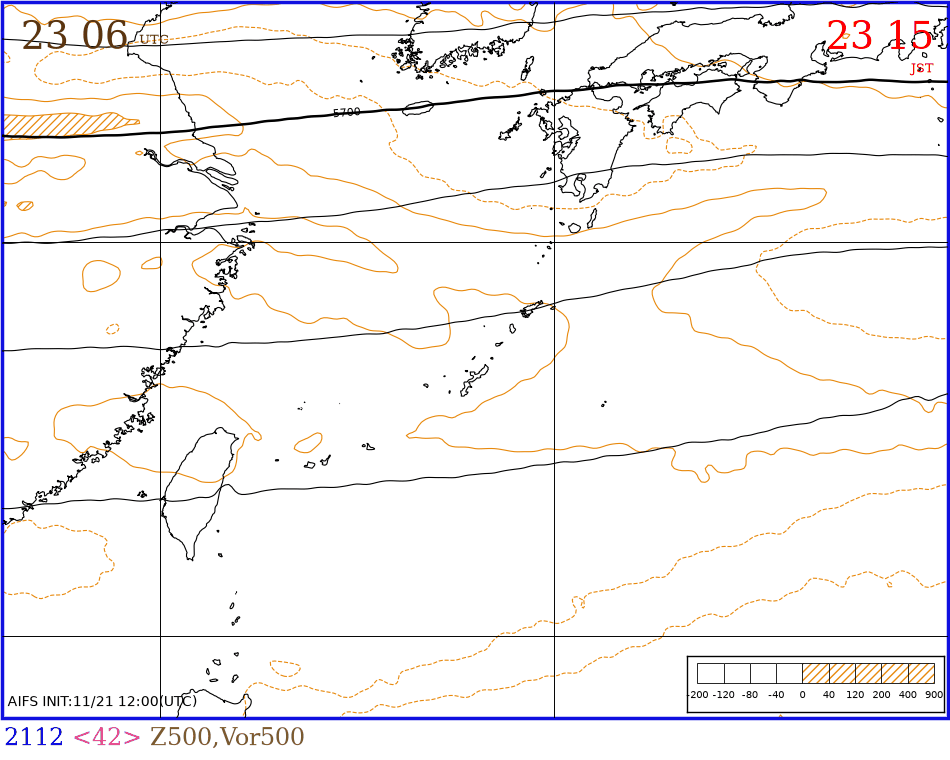 23 06 UTC 23 15
JST
5700
-200 -120 -80 -40 0 40 120 200 400 900
AIFS INIT:11/21 12:00(UTC)
2112 <42> Z500,Vor500